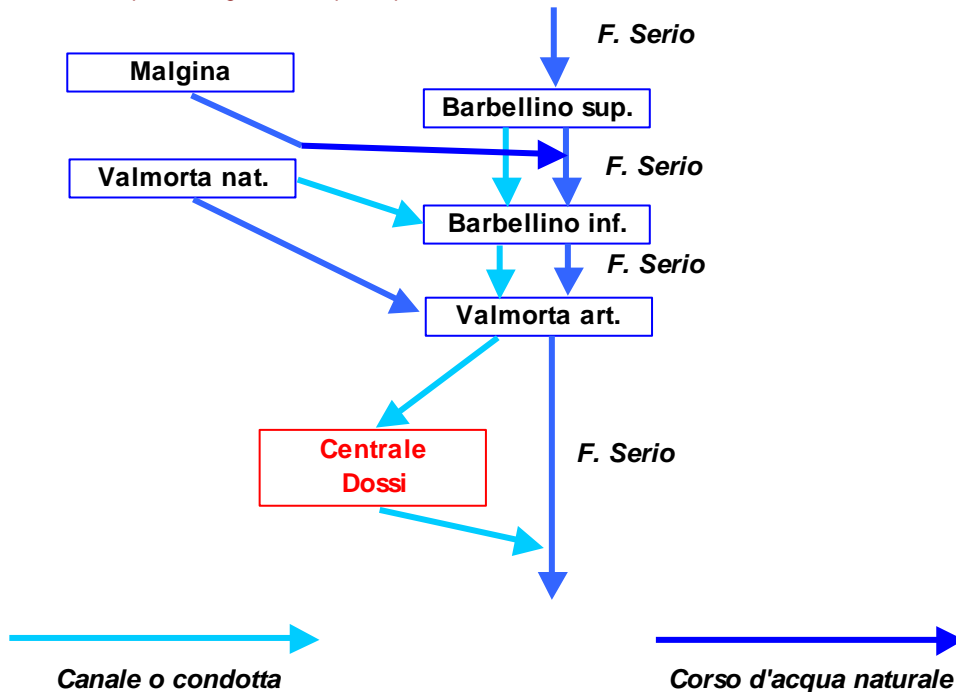 F. Serio
Malgina
Barbellino sup.
F. Serio
Valmorta nat.
Barbellino inf.
F. Serio
Valmorta art.
Centrale
Dossi
F. Serio
Canale o condotta
Corso d'acqua naturale